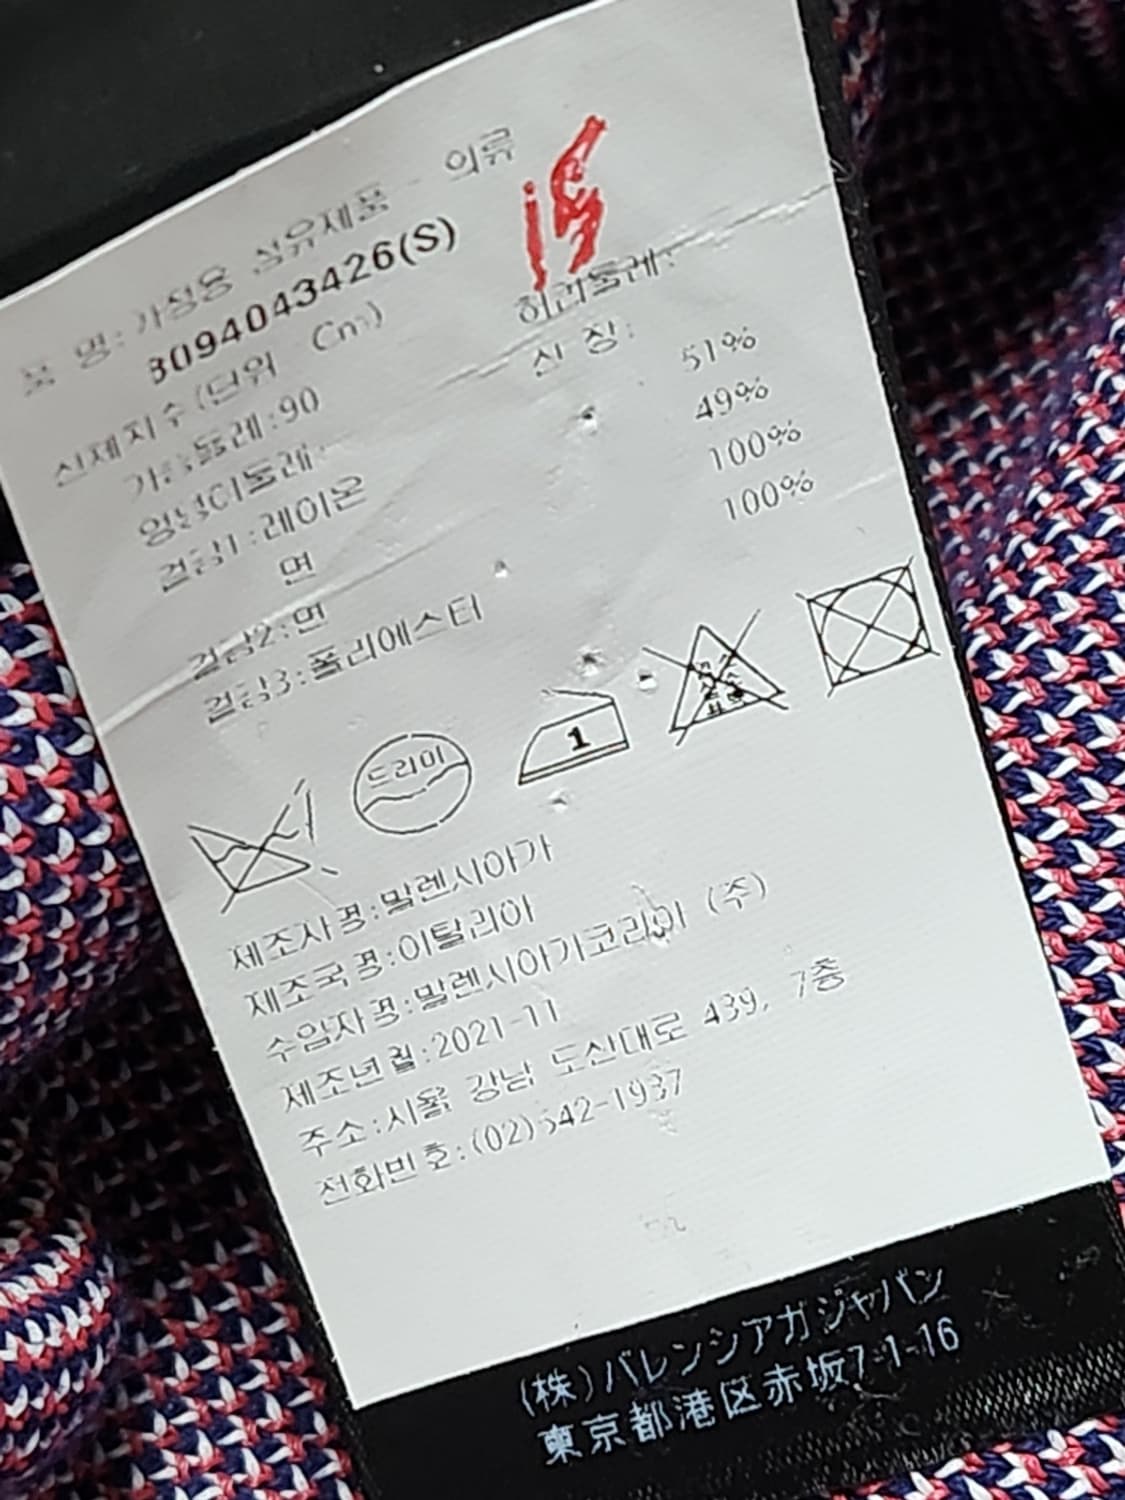 품 명:가정용 섬유제품 - 의류
3094043426(S)
15
신체치수(단위 Cm)
가슴둘레:90
허리둘레:
엉덩이둘레:
신 장:
겉감1:레이온 51%
면 49%
겉감2:면 100%
겉감3:폴리에스터 100%
드라이
1
제조자명:발렌시아가
제조국명:이탈리아
수입자명:발렌시아가코리아 (주)
제조년월:2021-11
주소:서울 강남 도산대로 439, 7층
전화번호:(02)542-1937
(株)バレンシアガジャパン
東京都港区赤坂7-1-16